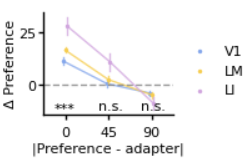 Δ Preference
25
0
*** n.s. n.s.
0 45 90
|Preference - adapter|
V1
LM
LI